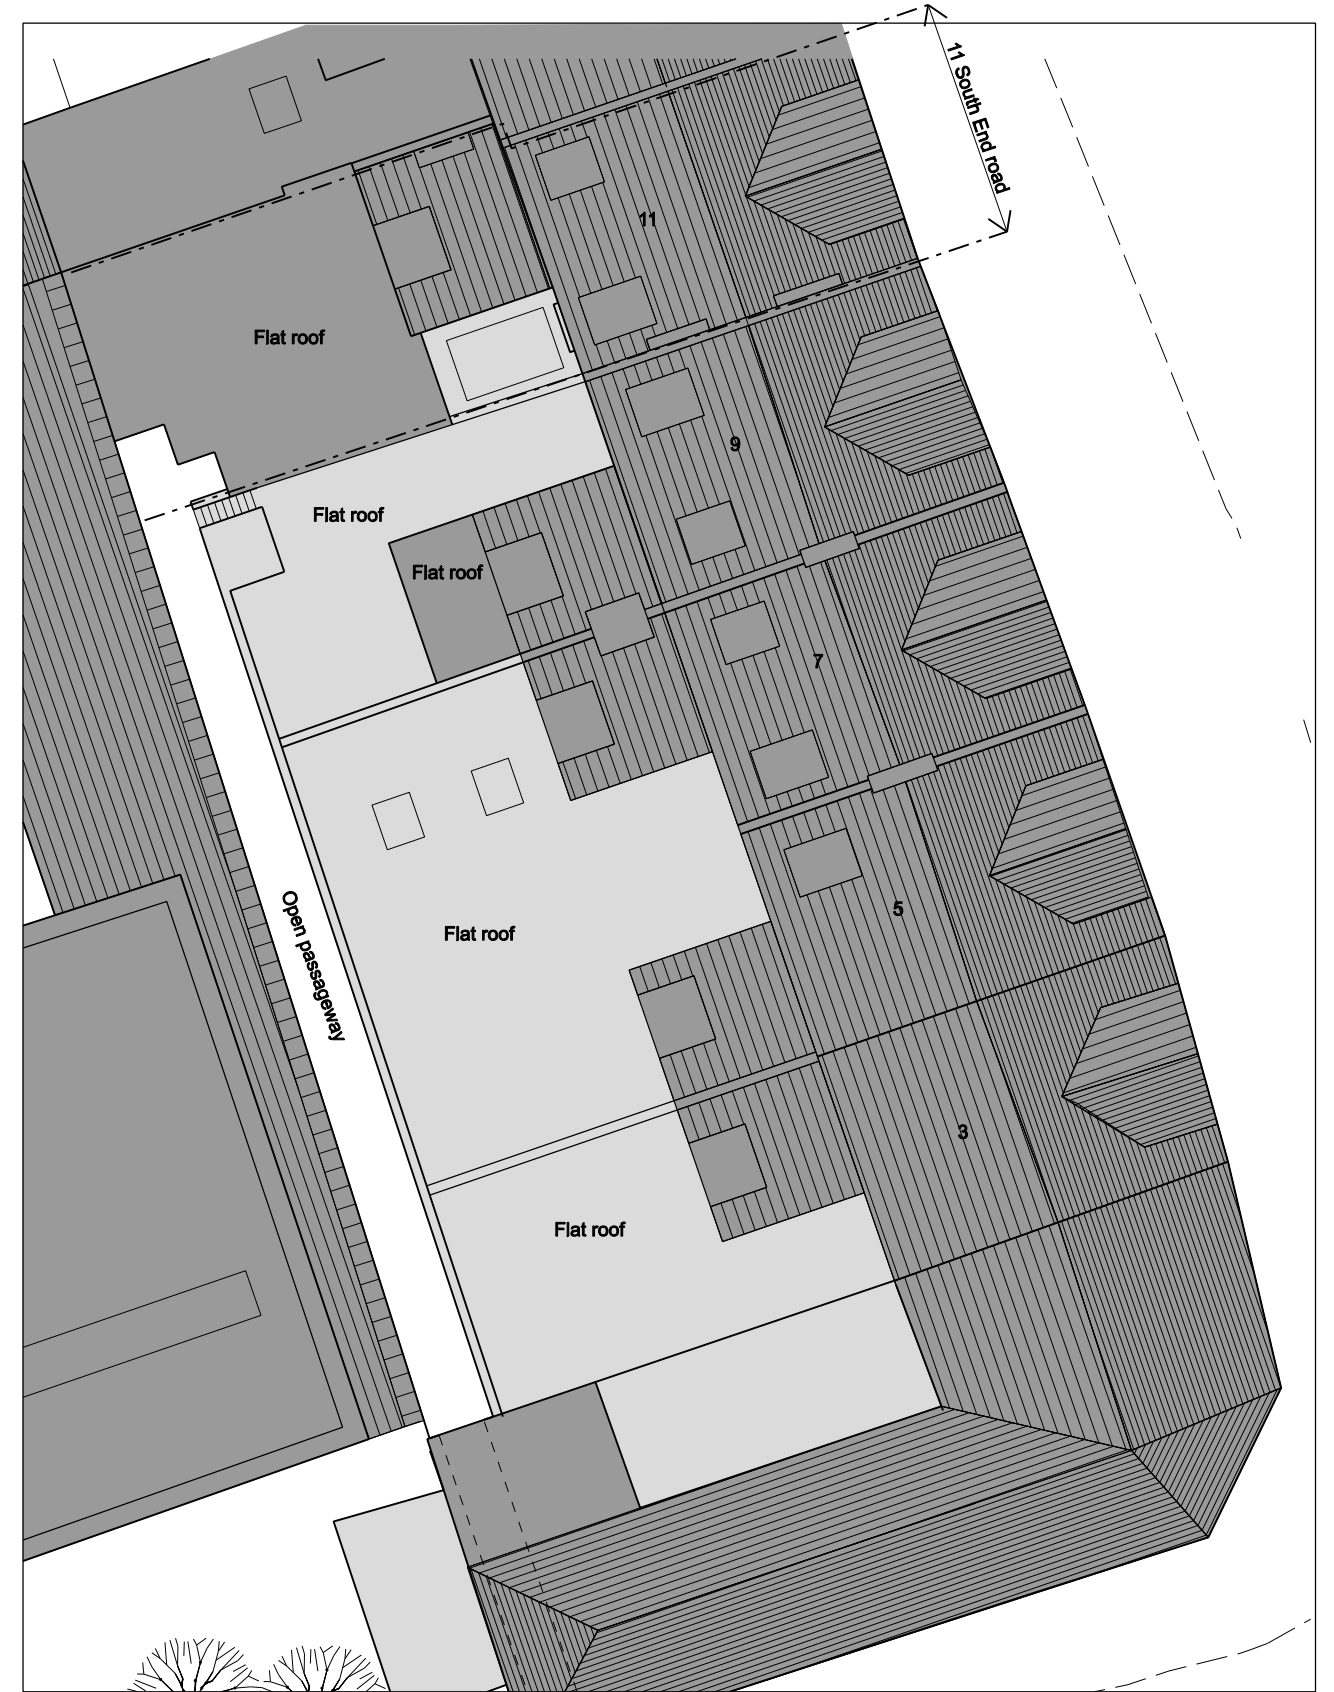 11 South End road
11
Flat roof
9
Flat roof
Flat roof
7
5
Open passageway
Flat roof
3
Flat roof